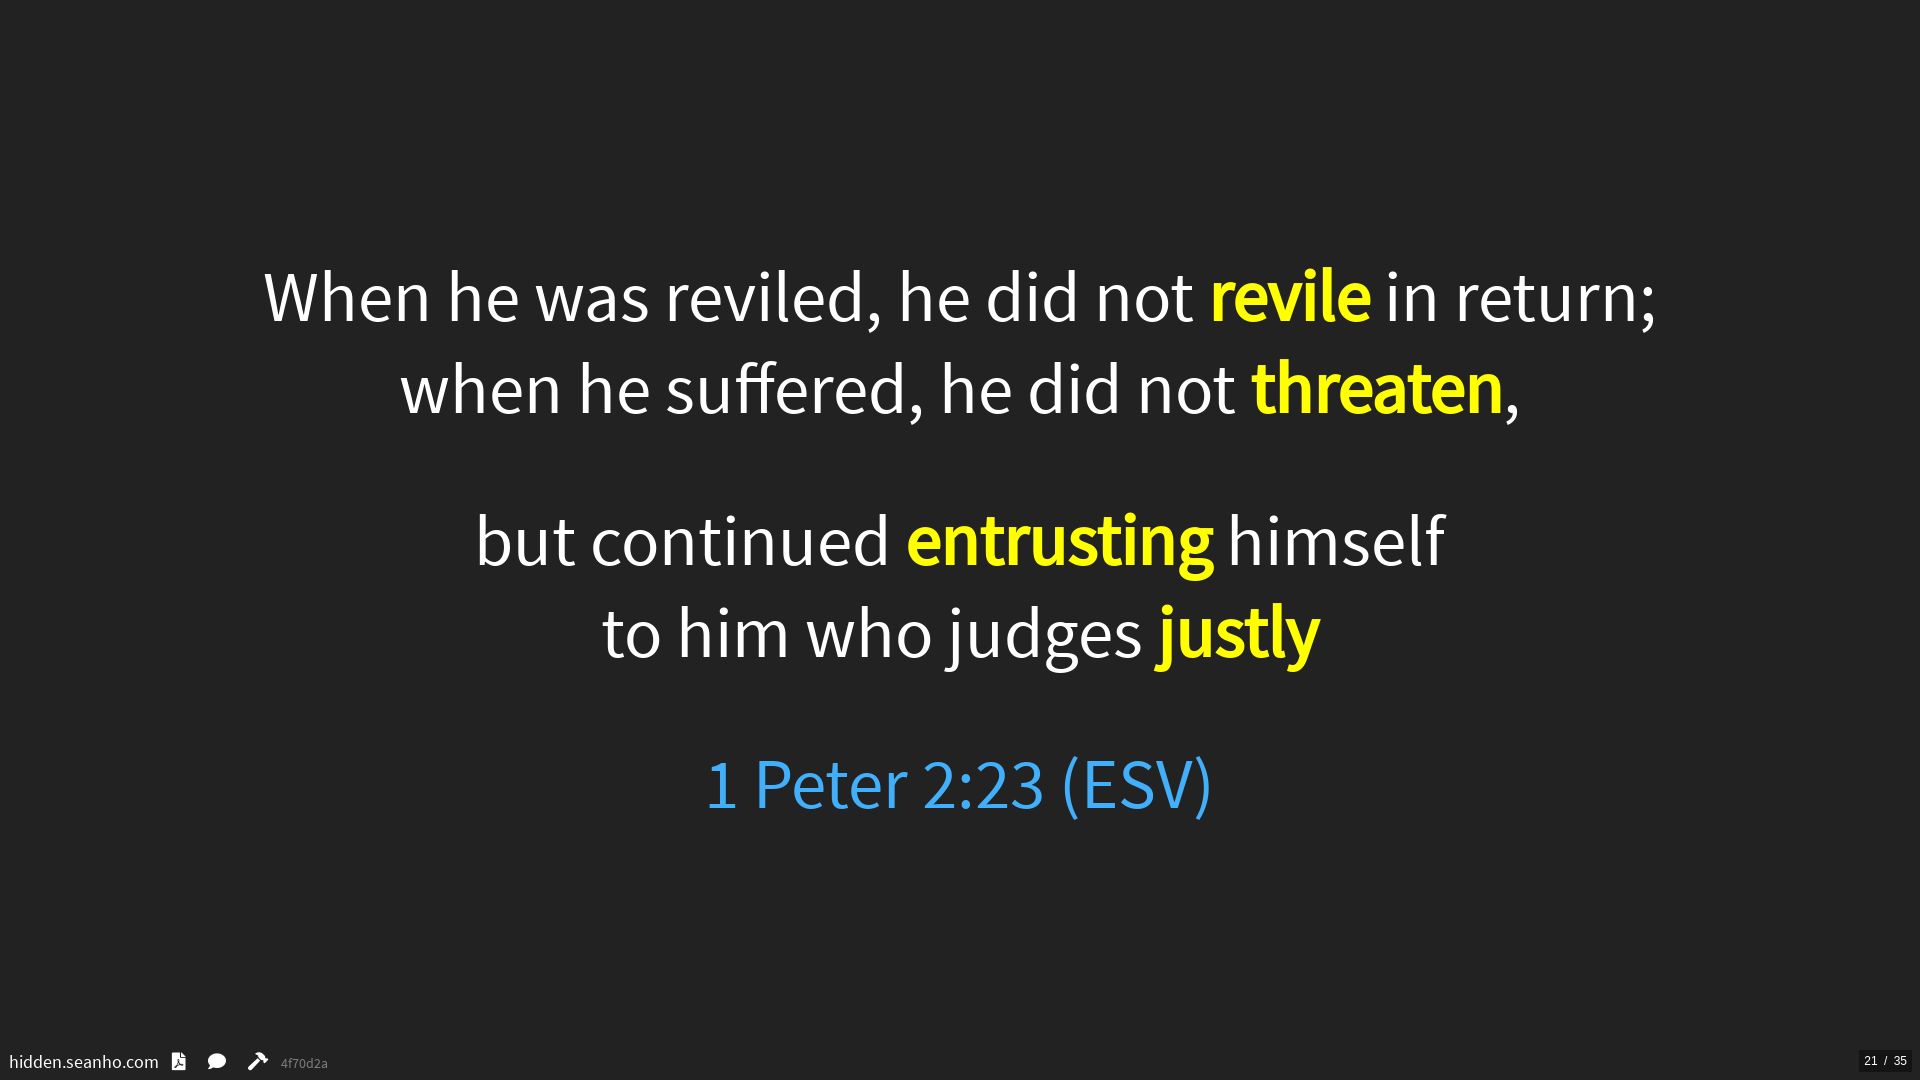 When he was reviled, he did not revile in return;
when he suffered, he did not threaten,
but continued entrusting himself
to him who judges justly
1 Peter 2:23 (ESV)
hidden.seanho.com 4f70d2a
21 / 35